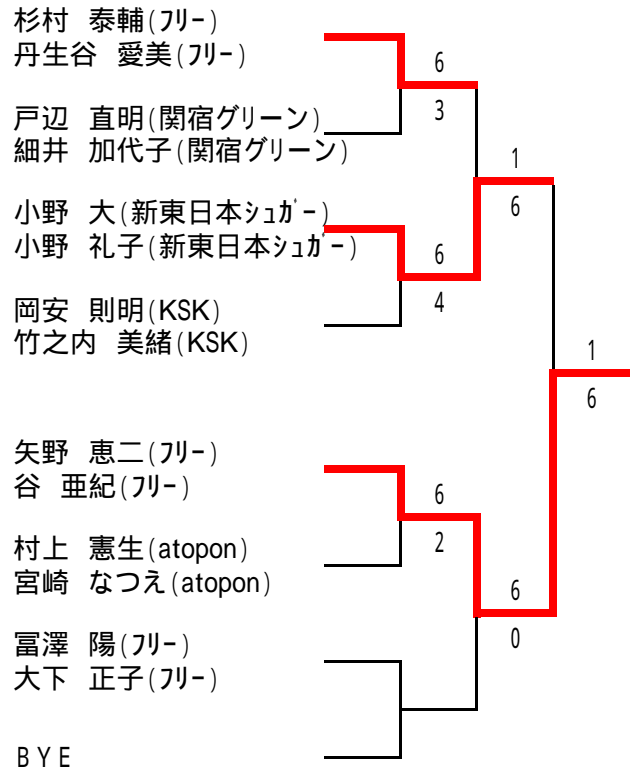 杉村 泰輔(フリー)
丹生谷 愛美(フリー)
6
3
戸辺 直明(関宿グリーン)
細井 加代子(関宿グリーン)
1
6
小野 大(新東日本シュガー)
小野 礼子(新東日本シュガー)
6
4
岡安 則明(KSK)
竹之内 美緒(KSK)
1
6
矢野 恵二(フリー)
谷 亜紀(フリー)
6
2
村上 憲生(atopon)
宮崎 なつえ(atopon)
6
0
冨澤 陽(フリー)
大下 正子(フリー)
BYE